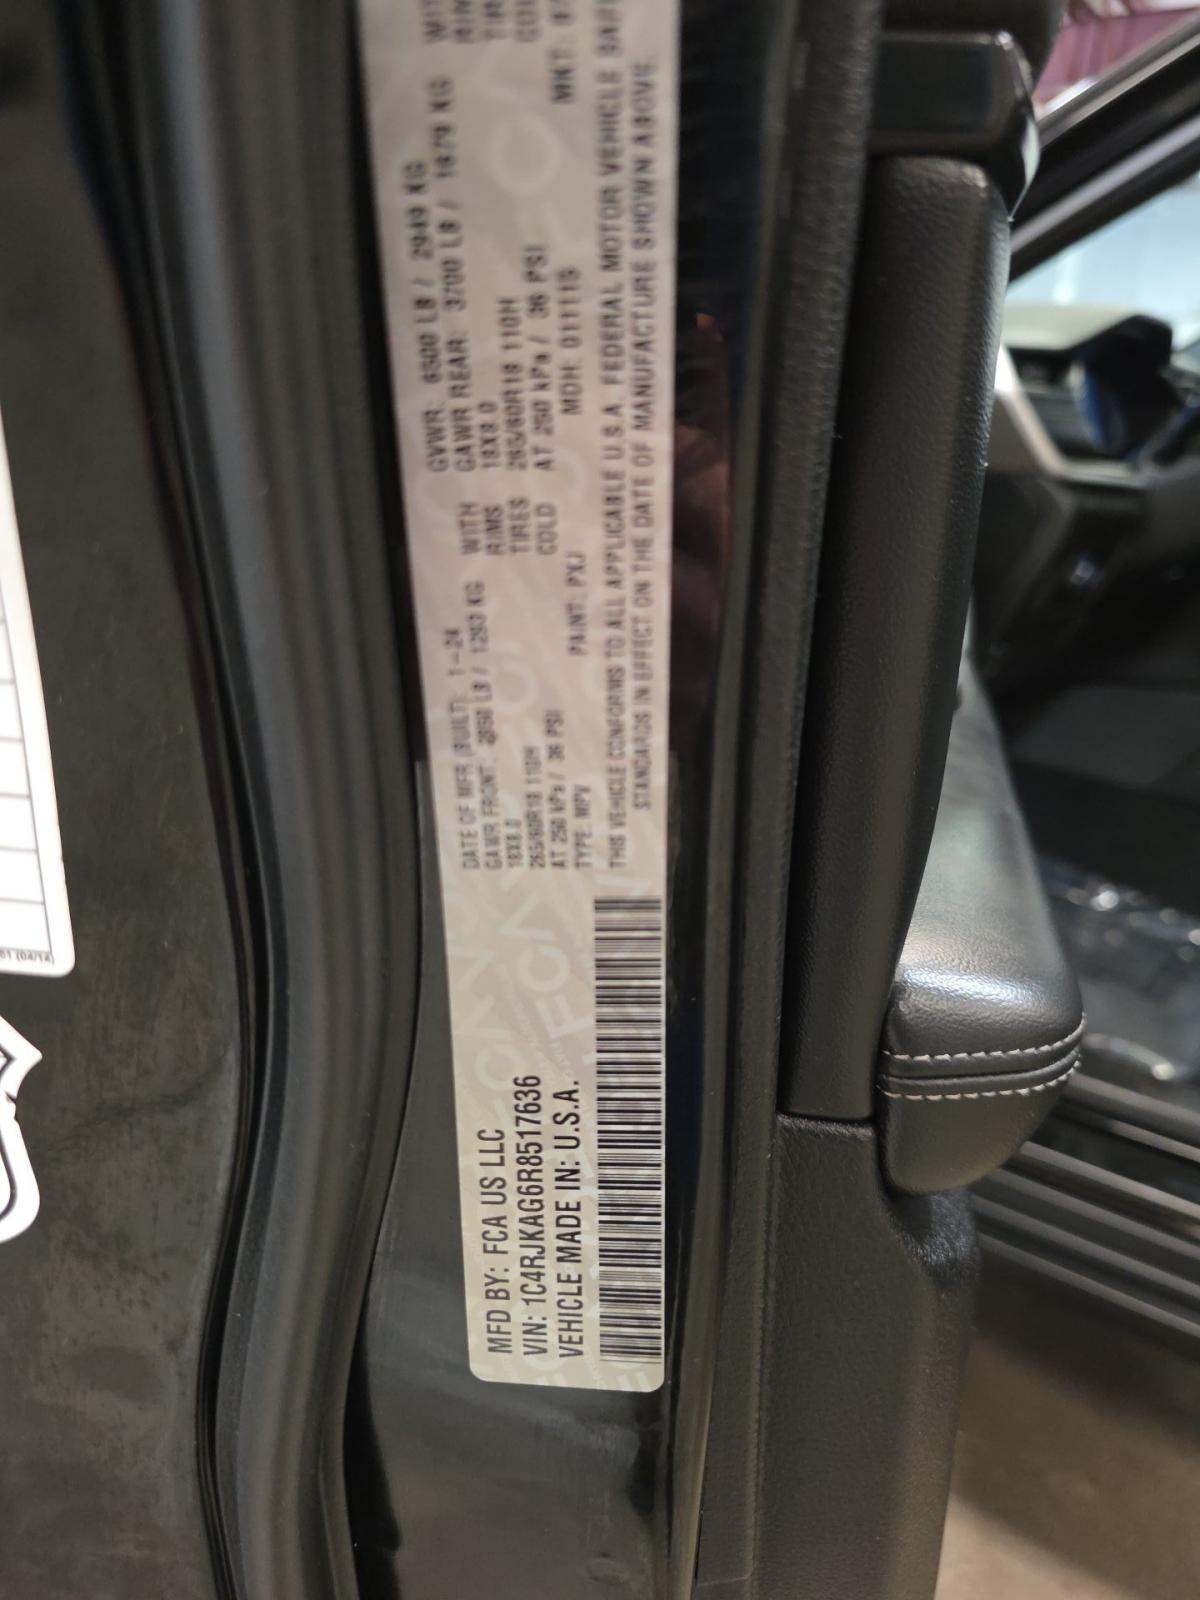 MFD BY: FCA US LLC
VIN: 1C4RJKAG6R8517636
VEHICLE MADE IN: U.S.A.
DATE OF MFR (BUILT): 1-24
GVWR: 6500 LB / 2949 KG
GAWR FRONT: 2850 LB / 1293 KG
WITH
GAWR REAR: 3700 LB / 1679 KG
18X8.0
RIMS
18X8.0
265/60R18 110H
TIRES
265/60R18 110H
AT 250 kPa / 36 PSI
COLD
AT 250 kPa / 36 PSI
TYPE: MPV
PAINT: PXJ
MDH: 011115
MKT:
THIS VEHICLE CONFORMS TO ALL APPLICABLE U.S.A. FEDERAL MOTOR VEHICLE
STANDARDS IN EFFECT ON THE DATE OF MANUFACTURE SHOWN ABOVE.
(04/14)